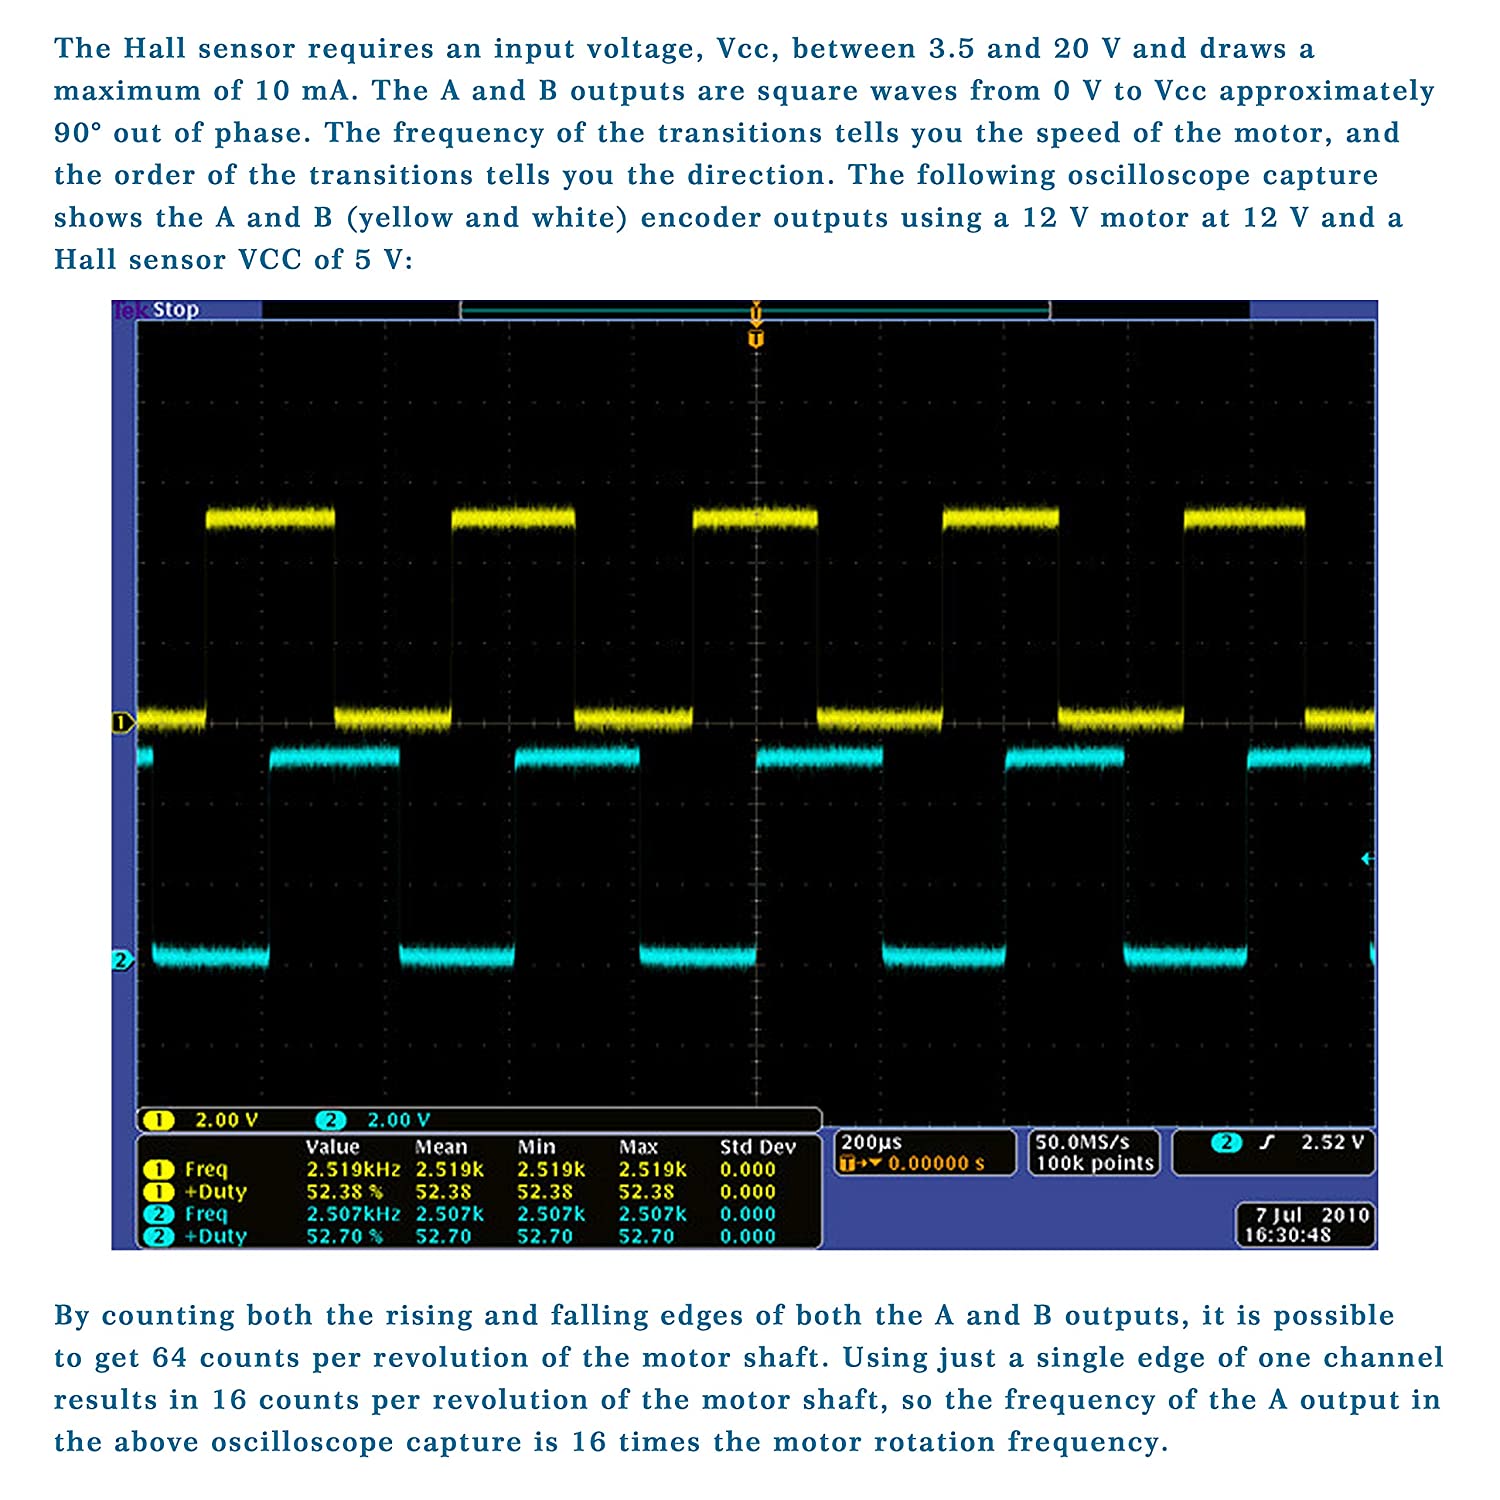 The Hall sensor requires an input voltage, Vcc, between 3.5 and 20 V and draws a
maximum of 10 mA. The A and B outputs are square waves from 0 V to Vcc approximately
90° out of phase. The frequency of the transitions tells you the speed of the motor, and
the order of the transitions tells you the direction. The following oscilloscope capture
shows the A and B (yellow and white) encoder outputs using a 12 V motor at 12 V and a
Hall sensor VCC of 5 V:
Tek Stop
T
1
2
1 2.00 V 2 2.00 V
Value Mean Min Max Std Dev
1 Freq 2.519kHz 2.519k 2.519k 2.519k 0.000
1 +Duty 52.38 % 52.38 52.38 52.38 0.000
2 Freq 2.507kHz 2.507k 2.507k 2.507k 0.000
2 +Duty 52.70 % 52.70 52.70 52.70 0.000
200µs
T→▼ 0.00000 s
50.0MS/s
100k points
2 ʃ 2.52 V
7 Jul 2010
16:30:48
By counting both the rising and falling edges of both the A and B outputs, it is possible
to get 64 counts per revolution of the motor shaft. Using just a single edge of one channel
results in 16 counts per revolution of the motor shaft, so the frequency of the A output in
the above oscilloscope capture is 16 times the motor rotation frequency.